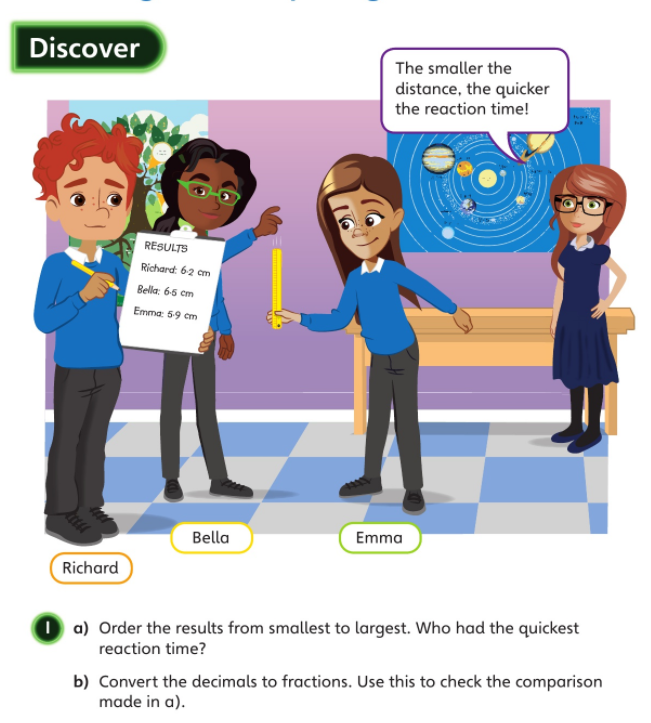 Discover
The smaller the
distance, the quicker
the reaction time!
RESULTS
Richard: 6·2 cm
Bella: 6·5 cm
Emma: 5·9 cm
Bella
Emma
Richard
1 a) Order the results from smallest to largest. Who had the quickest
reaction time?
b) Convert the decimals to fractions. Use this to check the comparison
made in a).